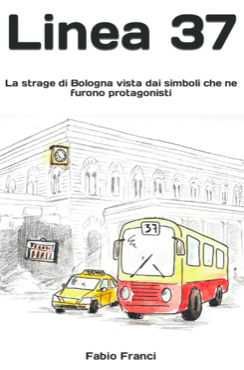 Linea 37
La strage di Bologna vista dai simboli che ne
furono protagonisti
37
Fabio Franci